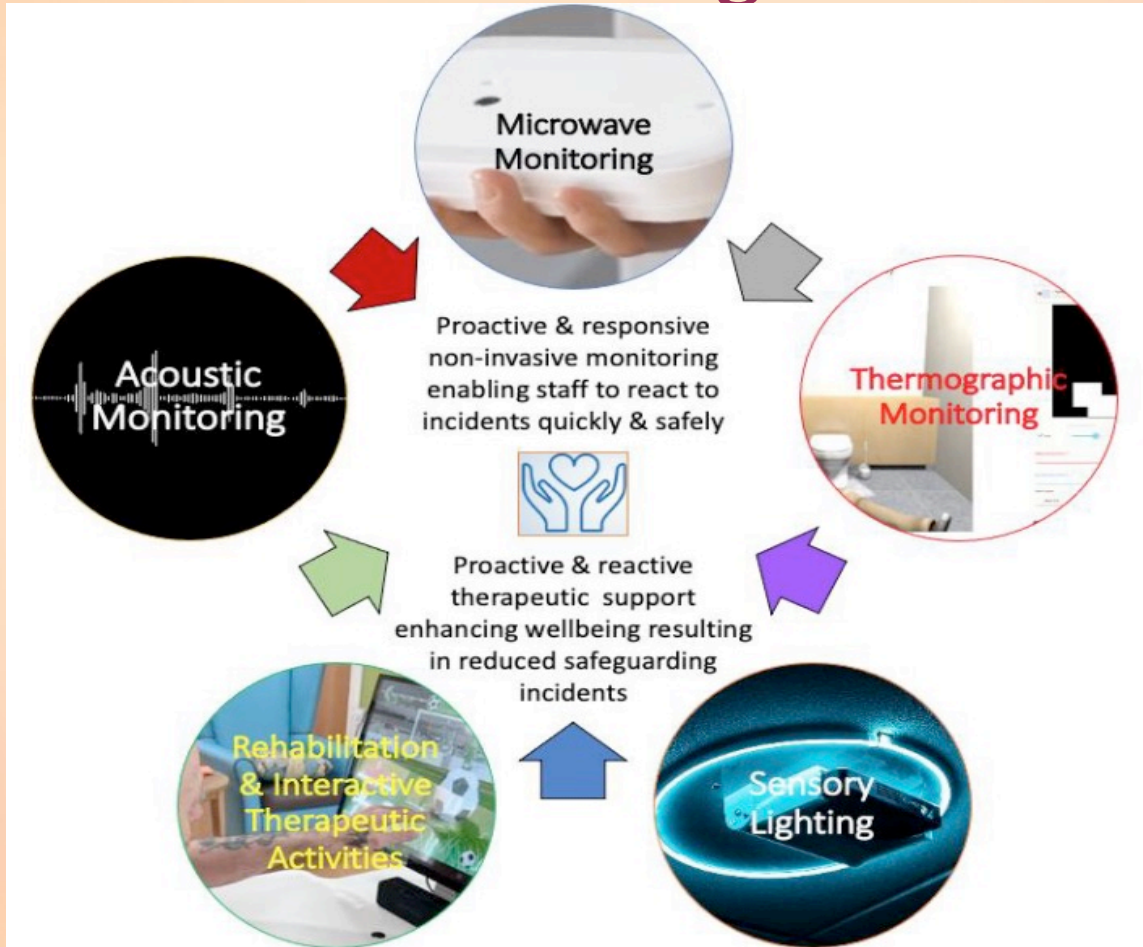 Microwave
Monitoring
Acoustic
Monitoring
Proactive & responsive
non-invasive monitoring
enabling staff to react to
incidents quickly & safely
Thermographic
Monitoring
Proactive & reactive
therapeutic support
enhancing wellbeing resulting
in reduced safeguarding
incidents
Rehabilitation
& Interactive
Therapeutic
Activities
Sensory
Lighting